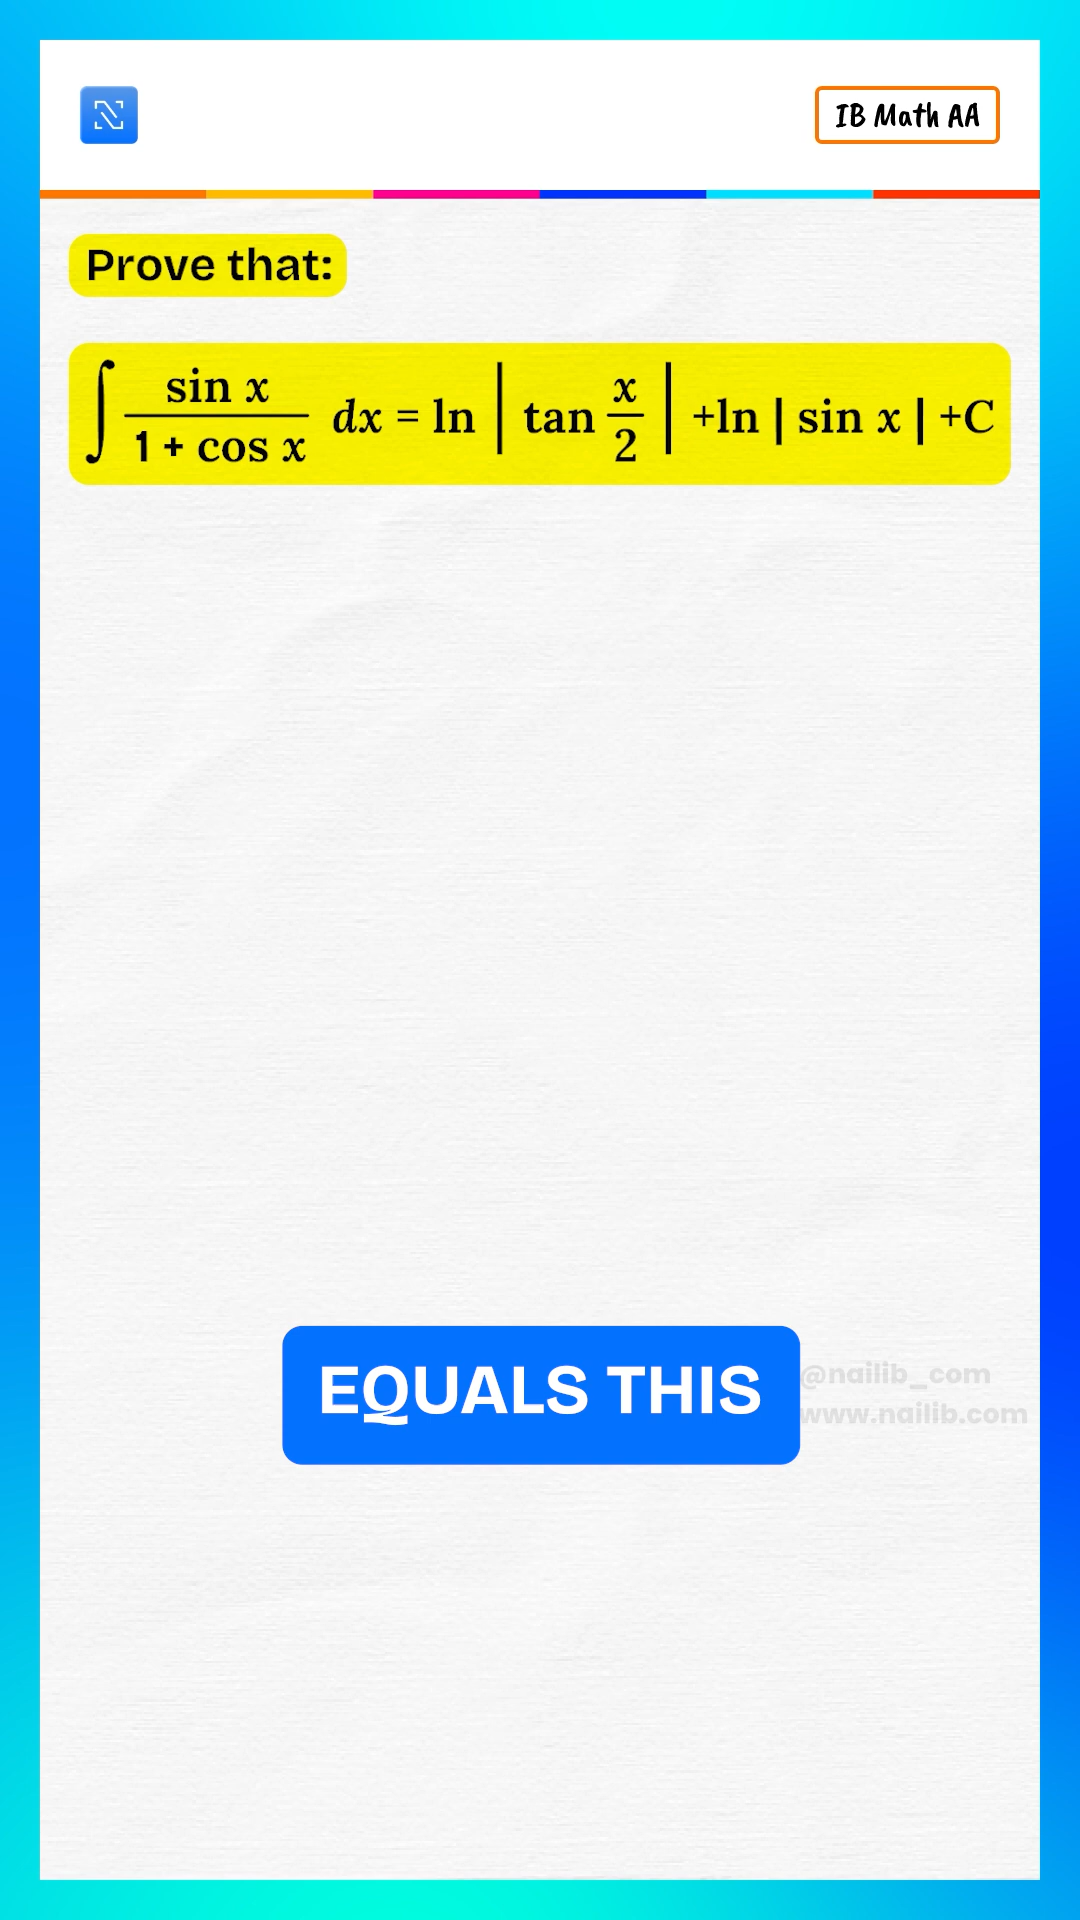 IB Math AA
Prove that:
∫ sin x / 1 + cos x dx = ln | tan x/2 | +ln | sin x | +C
EQUALS THIS
@nailib_com
www.nailib.com